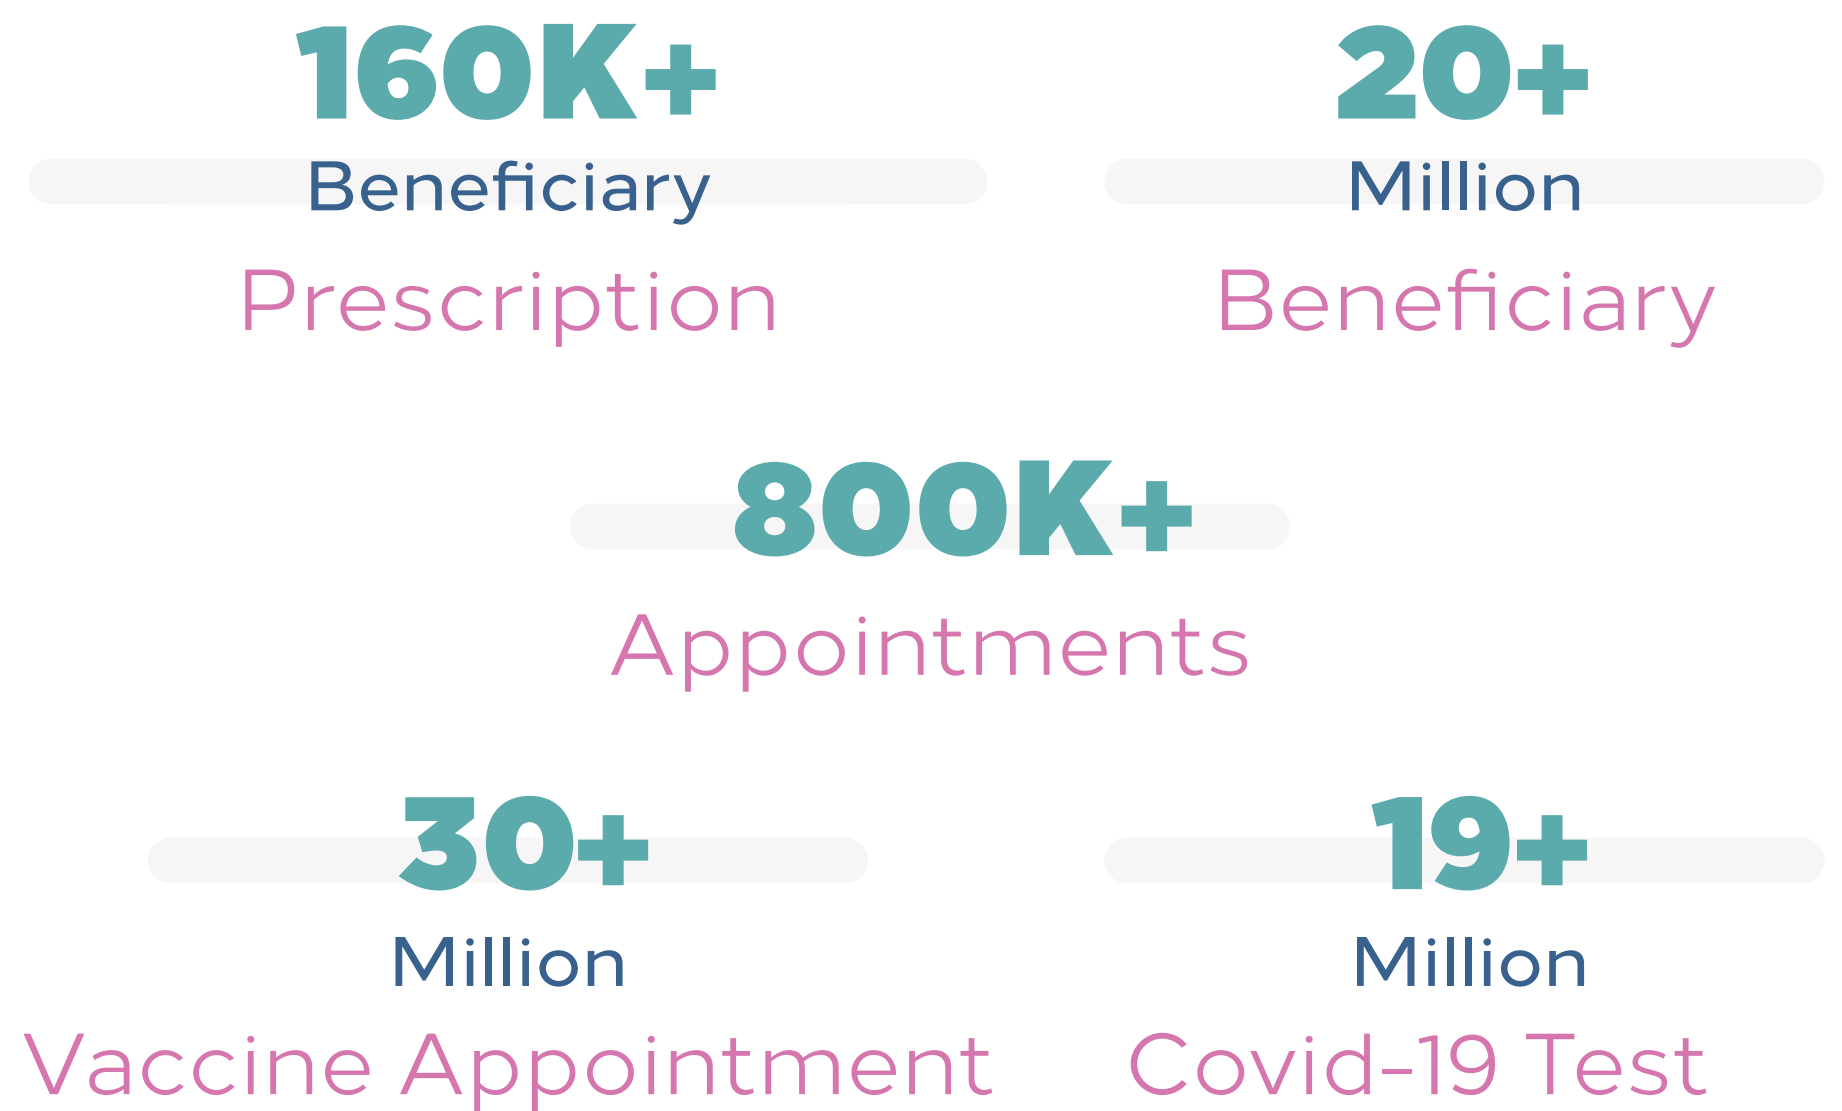 160K+
Beneficiary
Prescription
20+
Million
Beneficiary
800K+
Appointments
30+
Million
Vaccine Appointment
19+
Million
Covid-19 Test